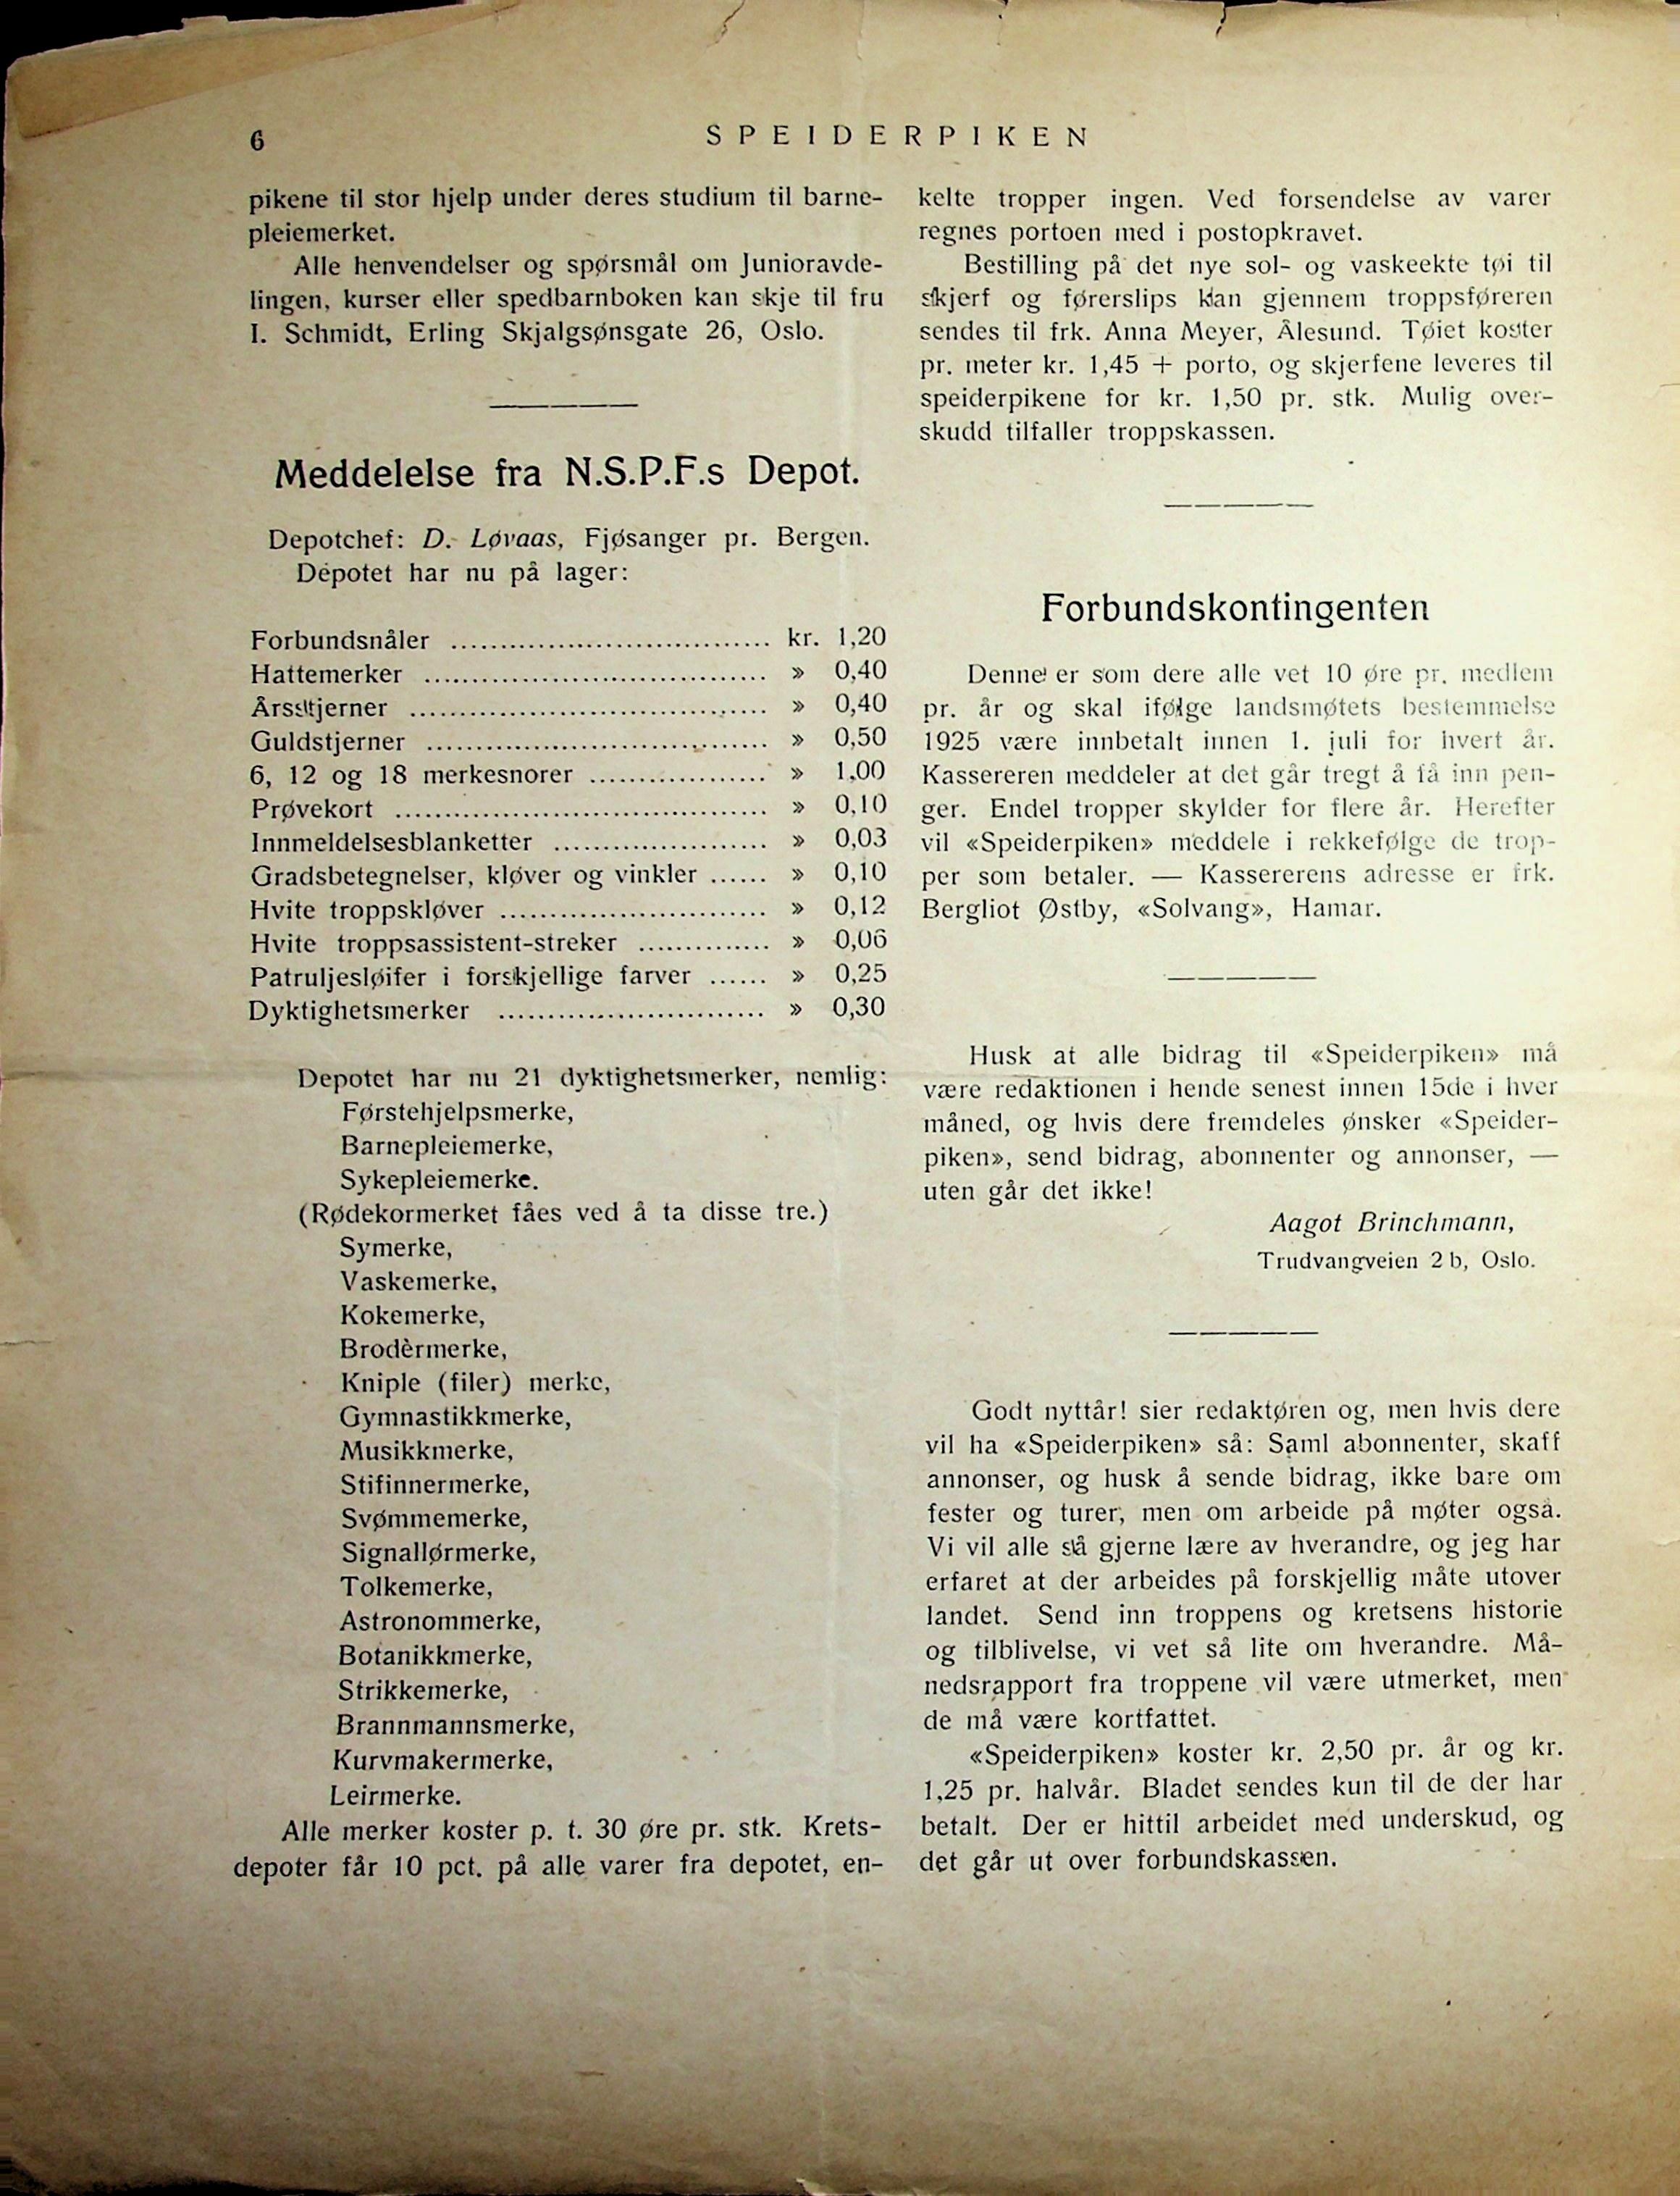 6
SPEIDERPIKEN
pikene til stor hjelp under deres studium til barne-
pleiemerket.
Alle henvendelser og spørsmål om Junioravde-
lingen, kurser eller spedbarnboken kan skje til fru
I. Schmidt, Erling Skjalgsønsgate 26, Oslo.
Meddelelse fra N.S.P.F.s Depot.
Depotchef: D. Løvaas, Fjøsanger pr. Bergen.
Depotet har nu på lager:
Forbundsnåler ................................ kr. 1,20
Hattemerker .................................. » 0,40
Årsstjerner .................................... » 0,40
Guldstjerner .................................. » 0,50
6, 12 og 18 merkesnorer .................. » 1,00
Prøvekort ..................................... » 0,10
Innmeldelsesblanketter ...................... » 0,03
Gradsbetegnelser, kløver og vinkler ...... » 0,10
Hvite troppskløver ........................... » 0,12
Hvite troppsassistent-streker .............. » 0,06
Patruljesløifer i forskjellige farver ...... » 0,25
Dyktighetsmerker ........................... » 0,30
Depotet har nu 21 dyktighetsmerker, nemlig:
Førstehjelpsmerke,
Barnepleiemerke,
Sykepleiemerke.
(Rødekormerket fåes ved å ta disse tre.)
Symerke,
Vaskemerke,
Kokemerke,
Brodèrmerke,
Kniple (filer) merke,
Gymnastikkmerke,
Musikkmerke,
Stifinnermerke,
Svømmemerke,
Signallørmerke,
Tolkemerke,
Astronommerke,
Botanikkmerke,
Strikkemerke,
Brannmannsmerke,
Kurvmakermerke,
Leirmerke.
Alle merker koster p. t. 30 øre pr. stk. Krets-
depoter får 10 pct. på alle varer fra depotet, en-
kelte tropper ingen. Ved forsendelse av varer
regnes portoen med i postopkravet.
Bestilling på det nye sol- og vaskeekte tøi til
skjerf og førerslips kan gjennem troppsføreren
sendes til frk. Anna Meyer, Ålesund. Tøiet koster
pr. meter kr. 1,45 + porto, og skjerfene leveres til
speiderpikene for kr. 1,50 pr. stk. Mulig over-
skudd tilfaller troppskassen.
Forbundskontingenten
Denne er som dere alle vet 10 øre pr. medlem
pr. år og skal ifølge landsmøtets bestemmelse
1925 være innbetalt innen 1. juli for hvert år.
Kassereren meddeler at det går tregt å få inn pen-
ger. Endel tropper skylder for flere år. Herefter
vil «Speiderpiken» meddele i rekkefølge de trop-
per som betaler. — Kassererens adresse er frk.
Bergliot Østby, «Solvang», Hamar.
Husk at alle bidrag til «Speiderpiken» må
være redaktionen i hende senest innen 15de i hver
måned, og hvis dere fremdeles ønsker «Speider-
piken», send bidrag, abonnenter og annonser, —
uten går det ikke!
Aagot Brinchmann,
Trudvangveien 2 b, Oslo.
Godt nyttår! sier redaktøren og, men hvis dere
vil ha «Speiderpiken» så: Saml abonnenter, skaff
annonser, og husk å sende bidrag, ikke bare om
fester og turer, men om arbeide på møter også.
Vi vil alle så gjerne lære av hverandre, og jeg har
erfaret at der arbeides på forskjellig måte utover
landet. Send inn troppens og kretsens historie
og tilblivelse, vi vet så lite om hverandre. Må-
nedsrapport fra troppene vil være utmerket, men
de må være kortfattet.
«Speiderpiken» koster kr. 2,50 pr. år og kr.
1,25 pr. halvår. Bladet sendes kun til de der har
betalt. Der er hittil arbeidet med underskud, og
det går ut over forbundskassen.